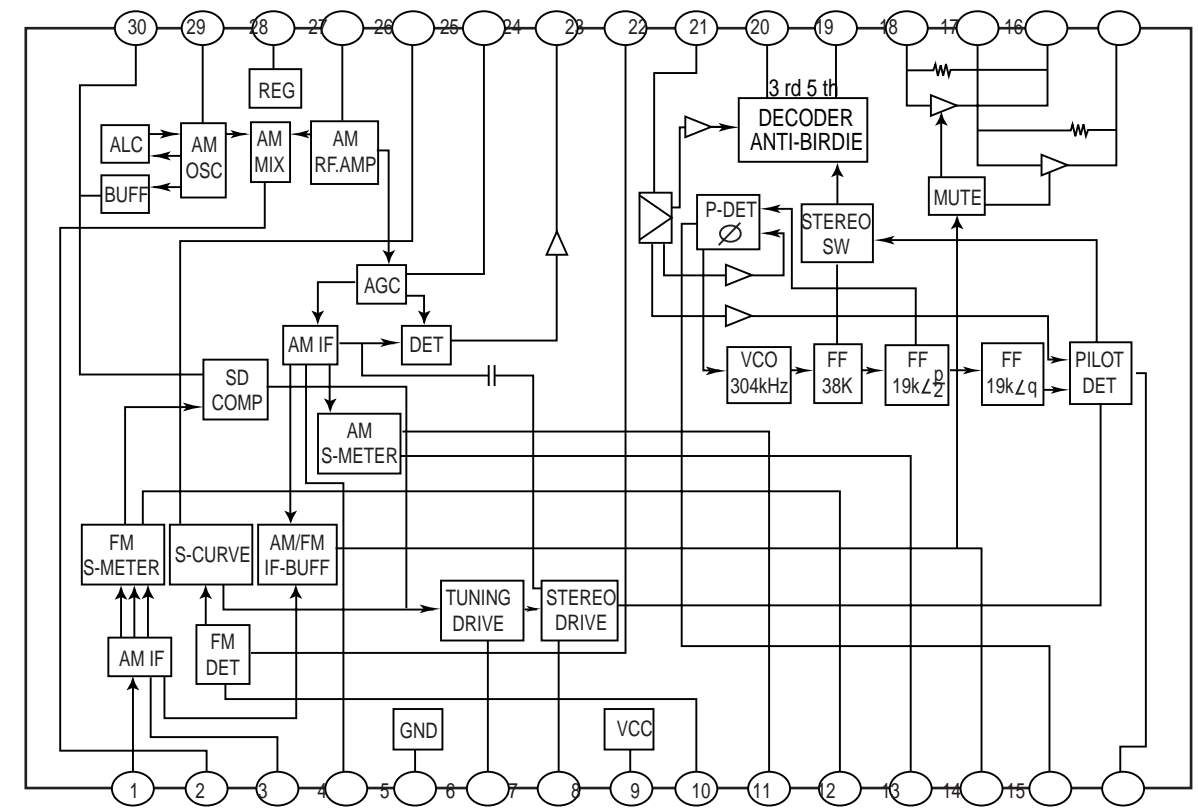 30 29 28 27 26 25 24 23 22 21 20 19 18 17 16
REG
3 rd 5 th
DECODER
ANTI-BIRDIE
ALC
AM
OSC
AM
MIX
AM
RF.AMP
BUFF
MUTE
P-DET
Ø
STEREO
SW
AGC
AM IF
DET
VCO
304kHz
FF
38K
FF
19k∠p/2
FF
19k∠q
PILOT
DET
SD
COMP
AM
S-METER
FM
S-METER
S-CURVE
AM/FM
IF-BUFF
TUNING
DRIVE
STEREO
DRIVE
AM IF
FM
DET
GND
VCC
1 2 3 4 5 6 7 8 9 10 11 12 13 14 15